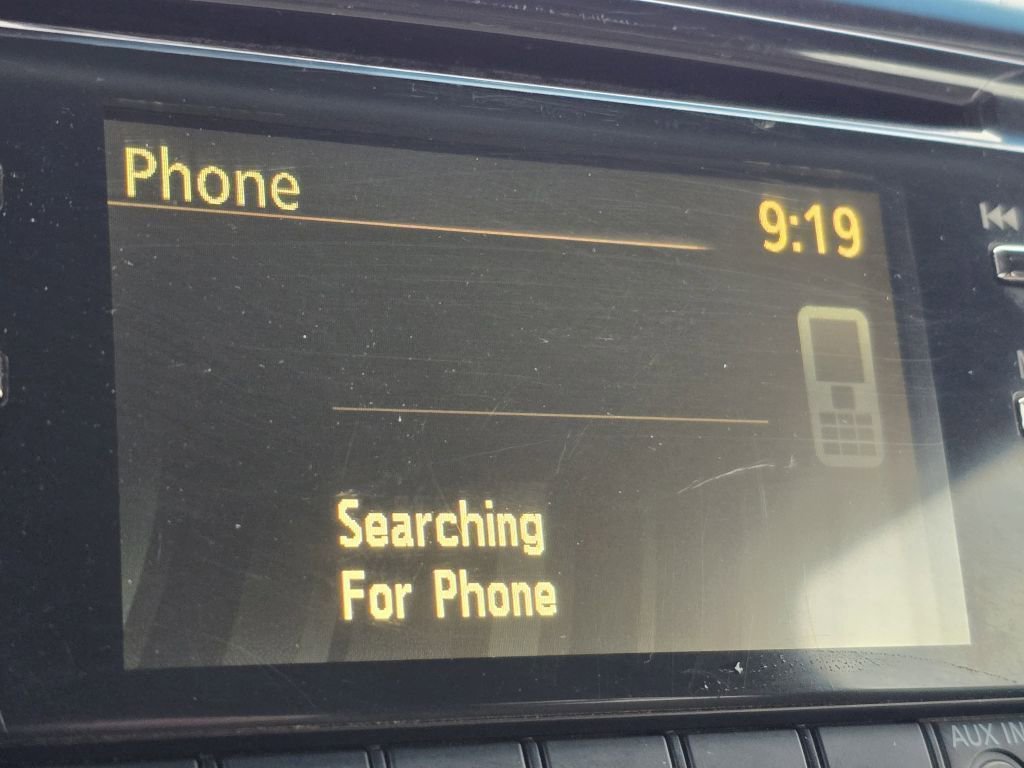 Phone
9:19
Searching
For Phone
AUX IN